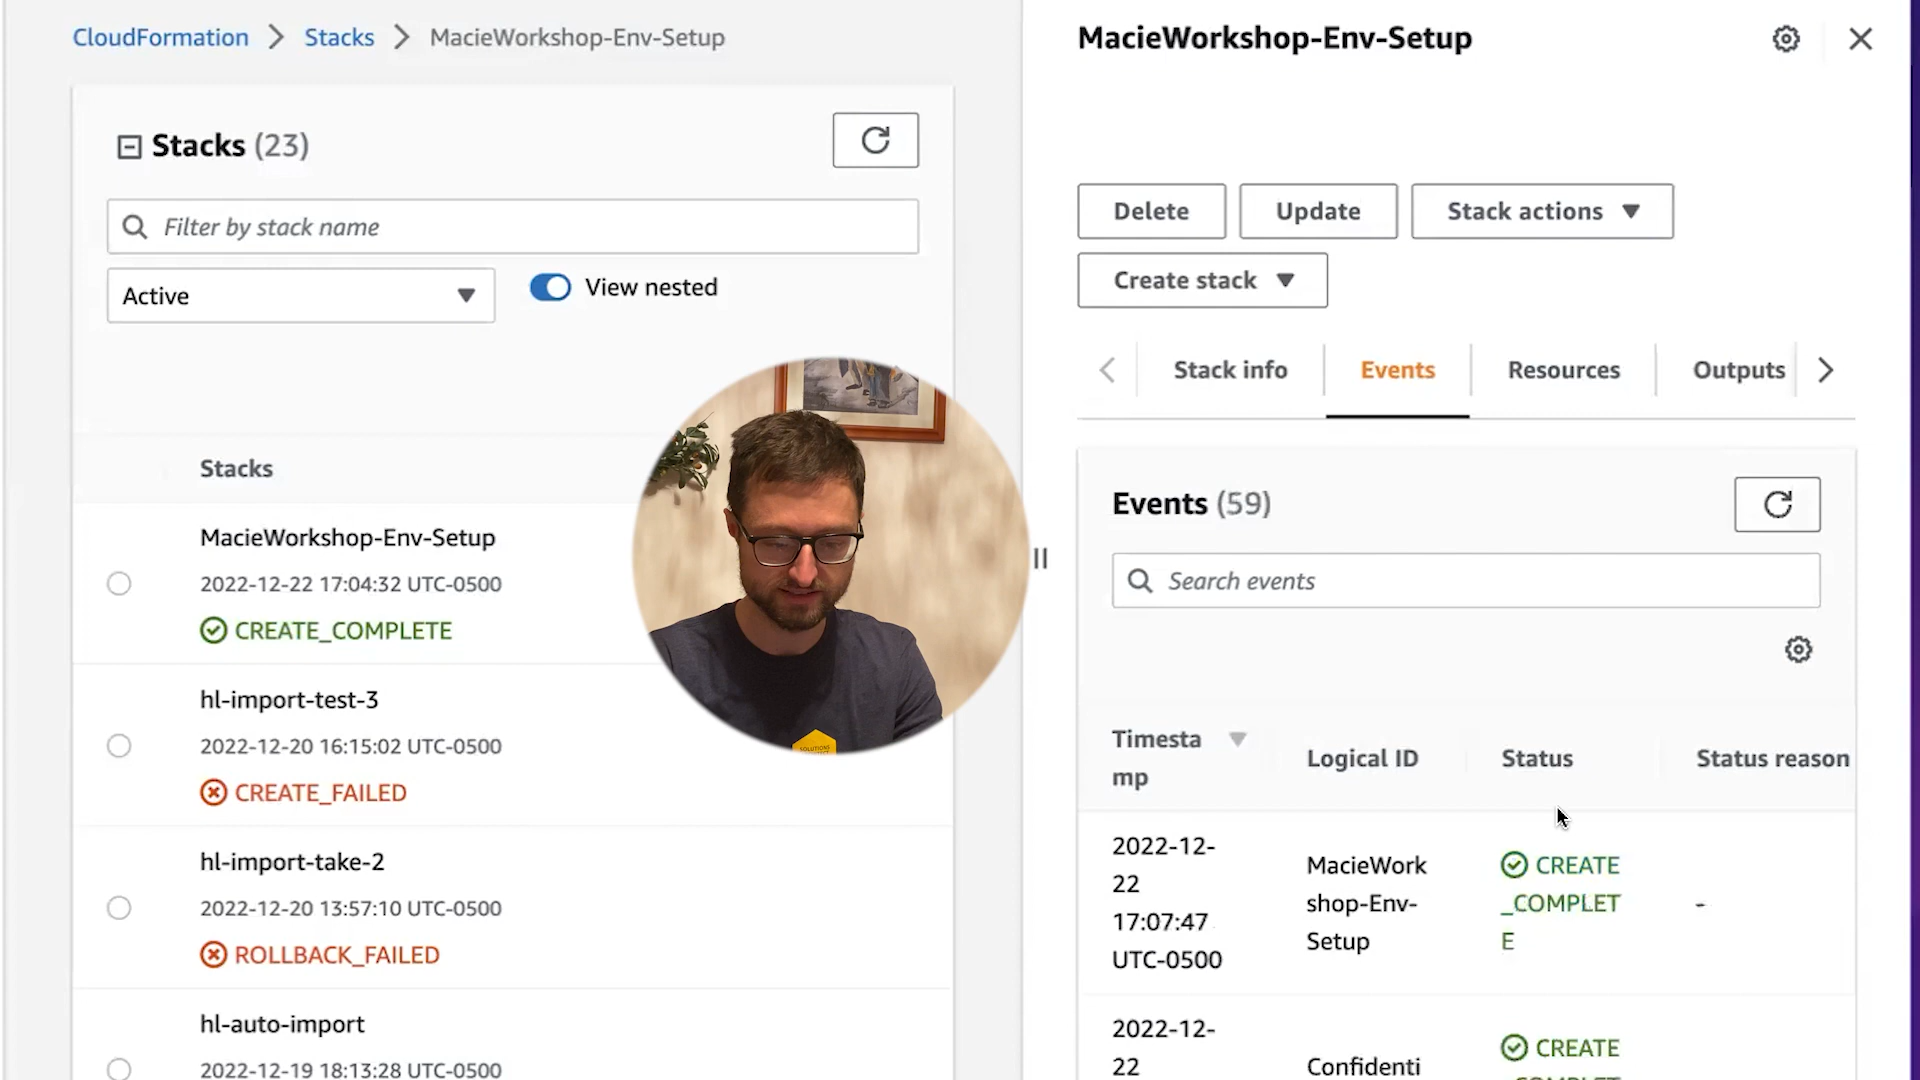 CloudFormation > Stacks > MacieWorkshop-Env-Setup
Stacks (23)
Filter by stack name
Active
View nested
Stacks
MacieWorkshop-Env-Setup
2022-12-22 17:04:32 UTC-0500
CREATE_COMPLETE
hl-import-test-3
2022-12-20 16:15:02 UTC-0500
CREATE_FAILED
hl-import-take-2
2022-12-20 13:57:10 UTC-0500
ROLLBACK_FAILED
hl-auto-import
2022-12-19 18:13:28 UTC-0500
SOLUTIONS
MacieWorkshop-Env-Setup
Delete
Update
Stack actions
Create stack
Stack info
Events
Resources
Outputs
Events (59)
Search events
Timesta
mp
Logical ID
Status
Status reason
2022-12-
22
17:07:47
UTC-0500
MacieWork
shop-Env-
Setup
CREATE
_COMPLET
E
-
2022-12-
22
Confidenti
CREATE
_COMPLET